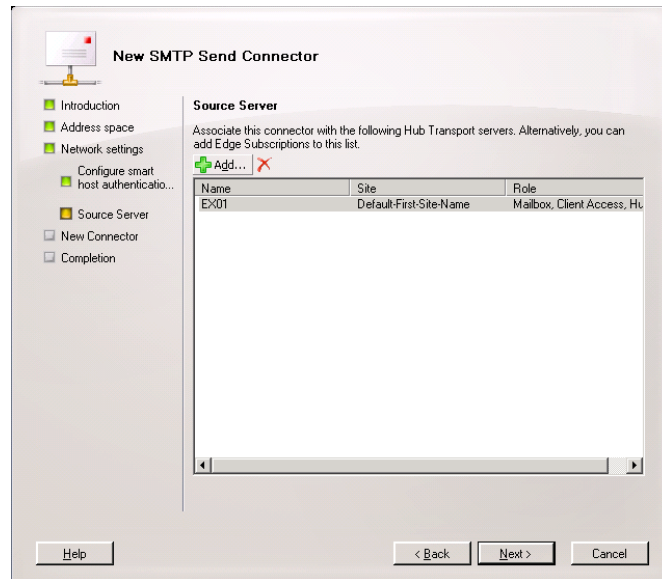 New SMTP Send Connector
Introduction
Address space
Network settings
Configure smart
host authenticatio...
Source Server
New Connector
Completion
Source Server
Associate this connector with the following Hub Transport servers. Alternatively, you can
add Edge Subscriptions to this list.
Add...
Name Site Role
EX01 Default-First-Site-Name Mailbox, Client Access, Hu
Help < Back Next > Cancel